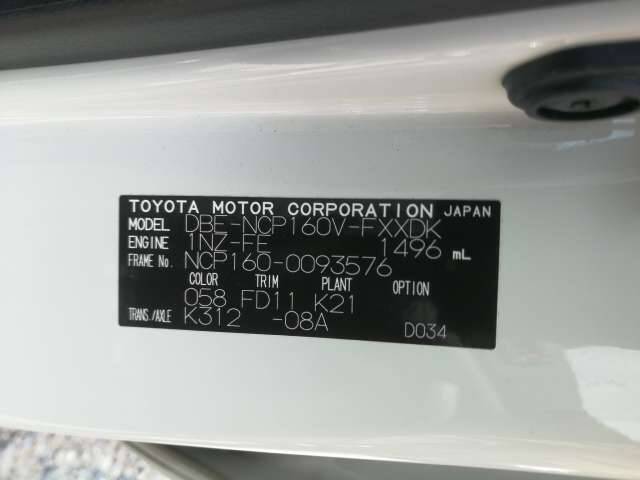 TOYOTA MOTOR CORPORATION JAPAN
MODEL DBE-NCP160V-FXXDK
ENGINE 1NZ-FE 1496 mL
FRAME No. NCP160-0093576
COLOR TRIM PLANT OPTION
058 FD11 K21
TRANS./AXLE K312 -08A D034